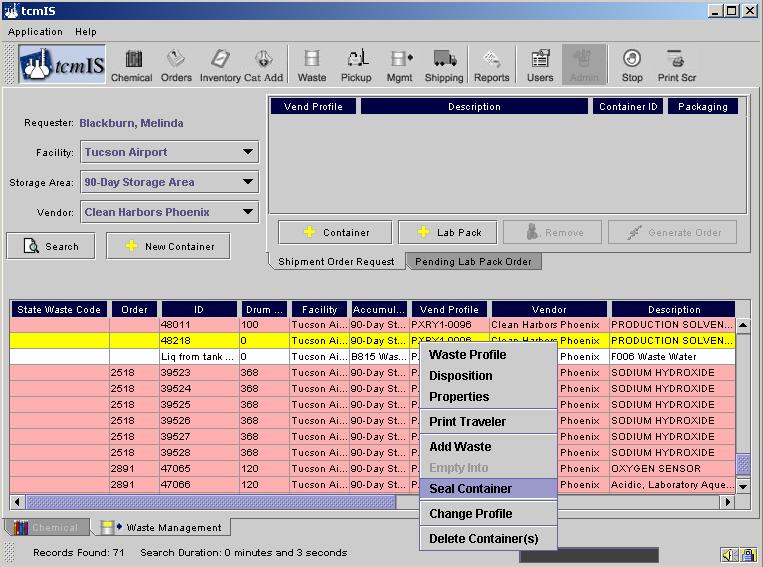 tcmIS
Application Help
tcmIS Chemical Orders Inventory Cat Add Waste Pickup Mgmt Shipping Reports Users Admin Stop Print Scr
Requester: Blackburn, Melinda
Facility: Tucson Airport
Storage Area: 90-Day Storage Area
Vendor: Clean Harbors Phoenix
Search New Container
Vend Profile Description Container ID Packaging
Container Lab Pack Remove Generate Order
Shipment Order Request Pending Lab Pack Order
State Waste Code Order ID Drum ... Facility Accumul... Vend Profile Vendor Description
48011 100 Tucson Ai... 90-Day St... PXRY1-0096 Clean Harbors Phoenix PRODUCTION SOLVEN...
48218 0 Tucson Ai... 90-Day St... PXRY1-0096 Clean Harbors Phoenix PRODUCTION SOLVEN...
Liq from tank ... 0 Tucson Ai... B815 Was... Phoenix F006 Waste Water
2518 39523 368 Tucson Ai... 90-Day St... P Phoenix SODIUM HYDROXIDE
2518 39524 368 Tucson Ai... 90-Day St... P Phoenix SODIUM HYDROXIDE
2518 39525 368 Tucson Ai... 90-Day St... P Phoenix SODIUM HYDROXIDE
2518 39526 368 Tucson Ai... 90-Day St... P Phoenix SODIUM HYDROXIDE
2518 39527 368 Tucson Ai... 90-Day St... P Phoenix SODIUM HYDROXIDE
2518 39528 368 Tucson Ai... 90-Day St... P Phoenix SODIUM HYDROXIDE
2891 47065 120 Tucson Ai... 90-Day St... P Phoenix OXYGEN SENSOR
2891 47066 120 Tucson Ai... 90-Day St... P Phoenix Acidic, Laboratory Aque...
Waste Profile
Disposition
Properties
Print Traveler
Add Waste
Empty Into
Seal Container
Change Profile
Delete Container(s)
Chemical Waste Management
Records Found: 71 Search Duration: 0 minutes and 3 seconds